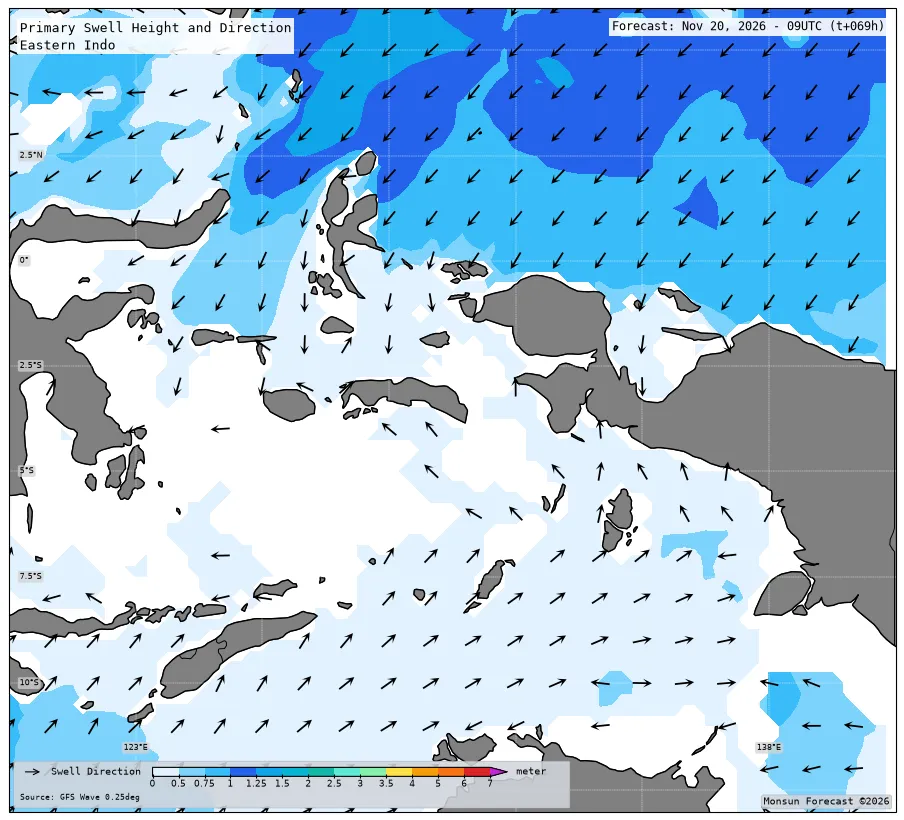 Primary Swell Height and Direction
Eastern Indo
Forecast: Nov 20, 2026 - 09UTC (t+069h)
2.5°N
0°
2.5°S
5°S
7.5°S
10°S
123°E
138°E
Swell Direction
0 0.5 0.75 1 1.25 1.5 2 2.5 3 3.5 4 5 6 7
meter
Source: GFS Wave 0.25deg
Monsun Forecast ©2026